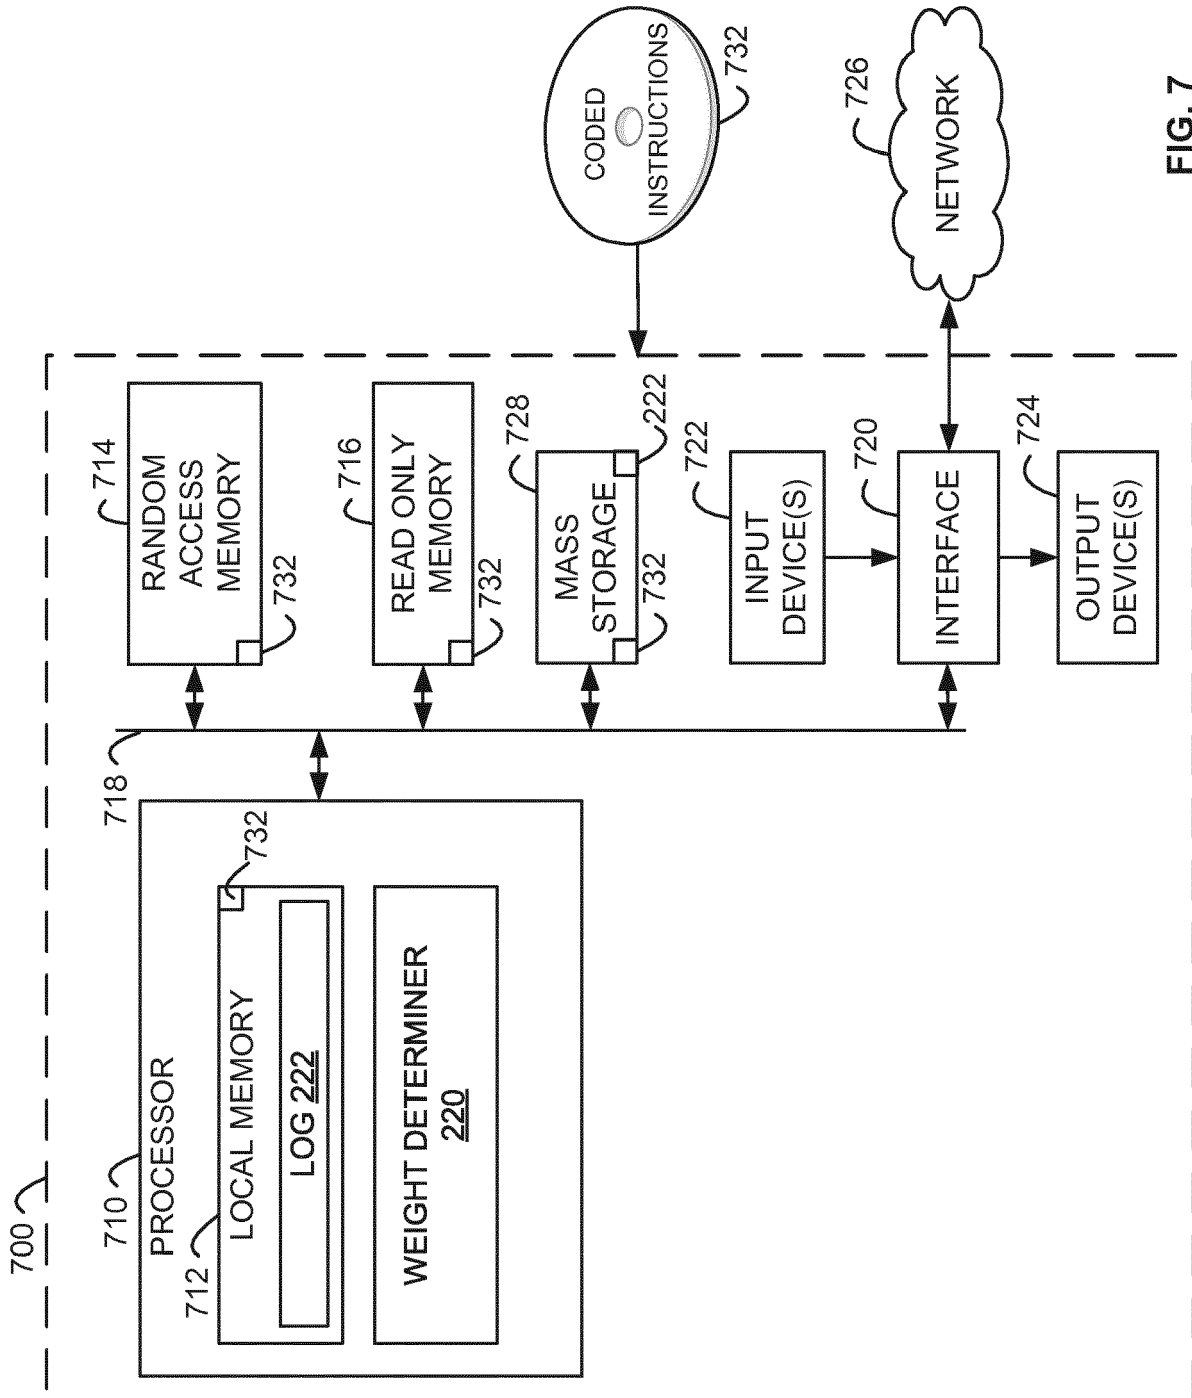 700
710
PROCESSOR
712
LOCAL MEMORY
732
LOG 222
WEIGHT DETERMINER
220
718
714
RANDOM
ACCESS
MEMORY
732
716
READ ONLY
MEMORY
732
728
MASS
STORAGE
732
222
722
INPUT
DEVICE(S)
720
INTERFACE
724
OUTPUT
DEVICE(S)
CODED
INSTRUCTIONS
732
726
NETWORK
FIG. 7